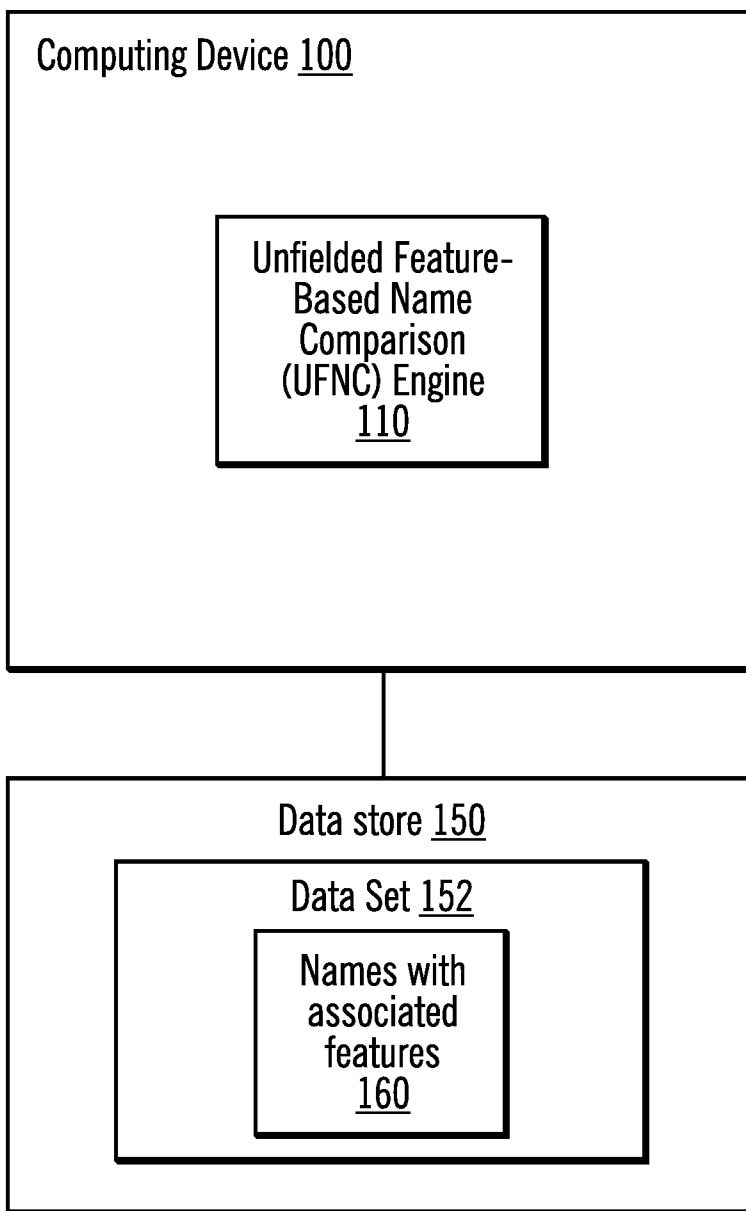 Computing Device 100
Unfielded Feature-
Based Name
Comparison
(UFNC) Engine
110
Data store 150
Data Set 152
Names with
associated
features
160